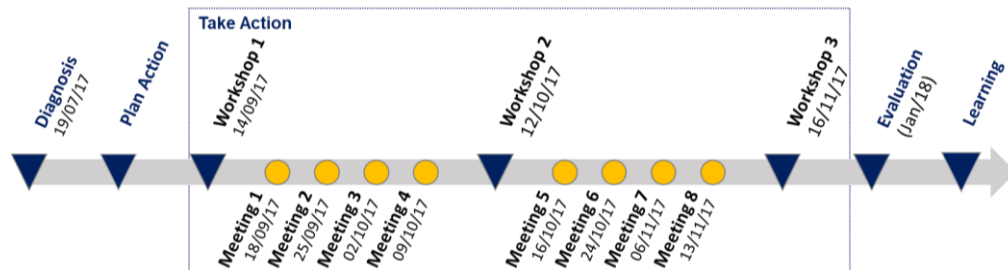 Take Action
Diagnosis
19/07/17
Plan Action
Workshop 1
14/09/17
Meeting 1
18/09/17
Meeting 2
25/09/17
Meeting 3
02/10/17
Meeting 4
09/10/17
Workshop 2
12/10/17
Meeting 5
16/10/17
Meeting 6
24/10/17
Meeting 7
06/11/17
Meeting 8
13/11/17
Workshop 3
16/11/17
Evaluation
(Jan/18)
Learning